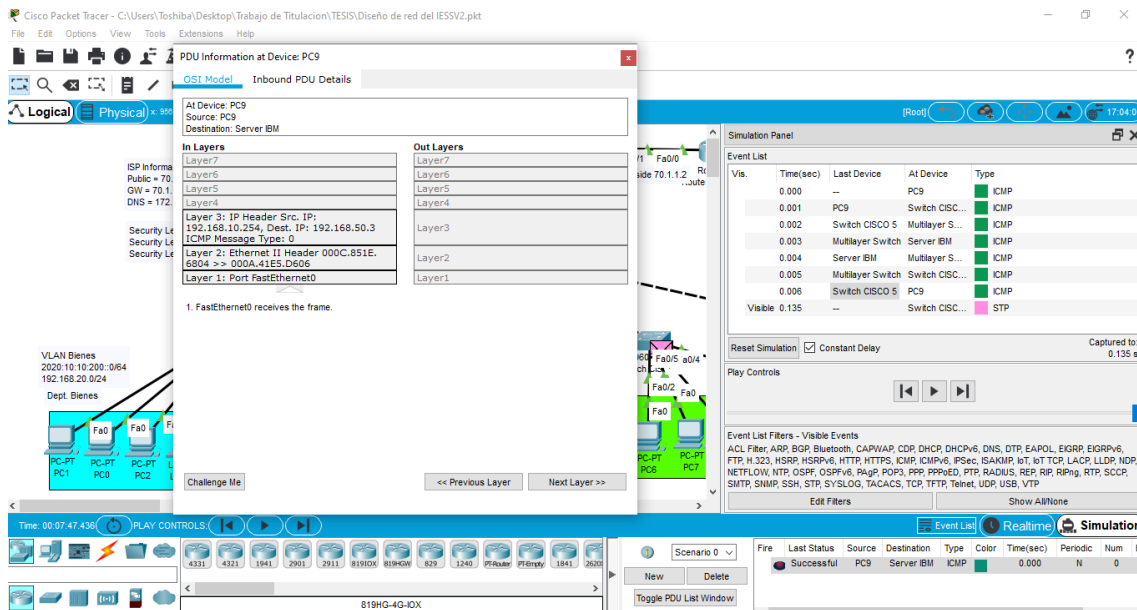 Cisco Packet Tracer - C:\Users\Toshiba\Desktop\Trabajo de Titulacion\TESIS\Diseño de red del IESSV2.pkt
File Edit Options View Tools Extensions Help
PDU Information at Device: PC9
x
?
OSI Model Inbound PDU Details
Logical Physical x: 956
[Root]
17:04:0
At Device: PC9
Source: PC9
Destination: Server IBM
In Layers Out Layers
Layer7 Layer7
Layer6 Layer6
Layer5 Layer5
Layer4 Layer4
Layer 3: IP Header Src. IP:
192.168.10.254, Dest. IP: 192.168.50.3
ICMP Message Type: 0
Layer3
Layer 2: Ethernet II Header 000C.851E.
6804 >> 000A.41E5.D606
Layer2
Layer 1: Port FastEthernet0 Layer1
1. FastEthernet0 receives the frame.
Challenge Me << Previous Layer Next Layer >>
ISP Informa
Public = 70.
GW = 70.1.
DNS = 172.
Security Le
Security Le
Security Le
VLAN Bienes
2020:10:10:200::0/64
192.168.20.0/24
Dept. Bienes
Fa0 Fa0
PC-PT PC-PT PC-PT
PC1 PC0 PC2
Fa0/0
side 70.1.1.2
Fa0/5
Fa0/2
Fa0
Fa0
PC-PT PC-PT
PC6 PC7
Simulation Panel
Event List
Vis. Time(sec) Last Device At Device Type
0.000 -- PC9 ICMP
0.001 PC9 Switch CISC... ICMP
0.002 Switch CISCO 5 Multilayer S... ICMP
0.003 Multilayer Switch Server IBM ICMP
0.004 Server IBM Multilayer S... ICMP
0.005 Multilayer Switch Switch CISC... ICMP
0.006 Switch CISCO 5 PC9 ICMP
Visible 0.135 -- Switch CISC... STP
Reset Simulation Constant Delay
Captured to:
0.135 s
Play Controls
Event List Filters - Visible Events
ACL Filter, ARP, BGP, Bluetooth, CAPWAP, CDP, DHCP, DHCPv6, DNS, DTP, EAPOL, EIGRP, EIGRPv6,
FTP, H.323, HSRP, HSRPv6, HTTP, HTTPS, ICMP, ICMPv6, IPSec, ISAKMP, IoT, IoT TCP, LACP, LLDP, NDP,
NETFLOW, NTP, OSPF, OSPFv6, PAgP, POP3, PPP, PPPoED, PTP, RADIUS, REP, RIP, RIPng, RTP, SCCP,
SMTP, SNMP, SSH, STP, SYSLOG, TACACS, TCP, TFTP, Telnet, UDP, USB, VTP
Edit Filters Show All/None
Time: 00:07:47.436 PLAY CONTROLS:
Event List Realtime Simulation
4331 4321 1941 2901 2911 819IOX 819HGW 829 1240 PT-Router PT-Empty 1841 2620
819HG-4G-IOX
Scenario 0
New Delete
Toggle PDU List Window
Fire Last Status Source Destination Type Color Time(sec) Periodic Num
Successful PC9 Server IBM ICMP 0.000 N 0